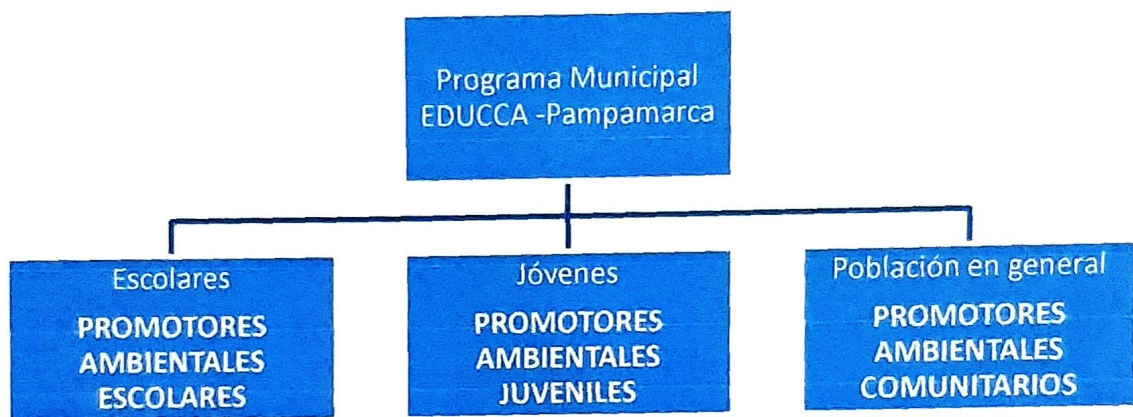 Programa Municipal
EDUCCA -Pampamarca
Escolares
PROMOTORES
AMBIENTALES
ESCOLARES
Jóvenes
PROMOTORES
AMBIENTALES
JUVENILES
Población en general
PROMOTORES
AMBIENTALES
COMUNITARIOS